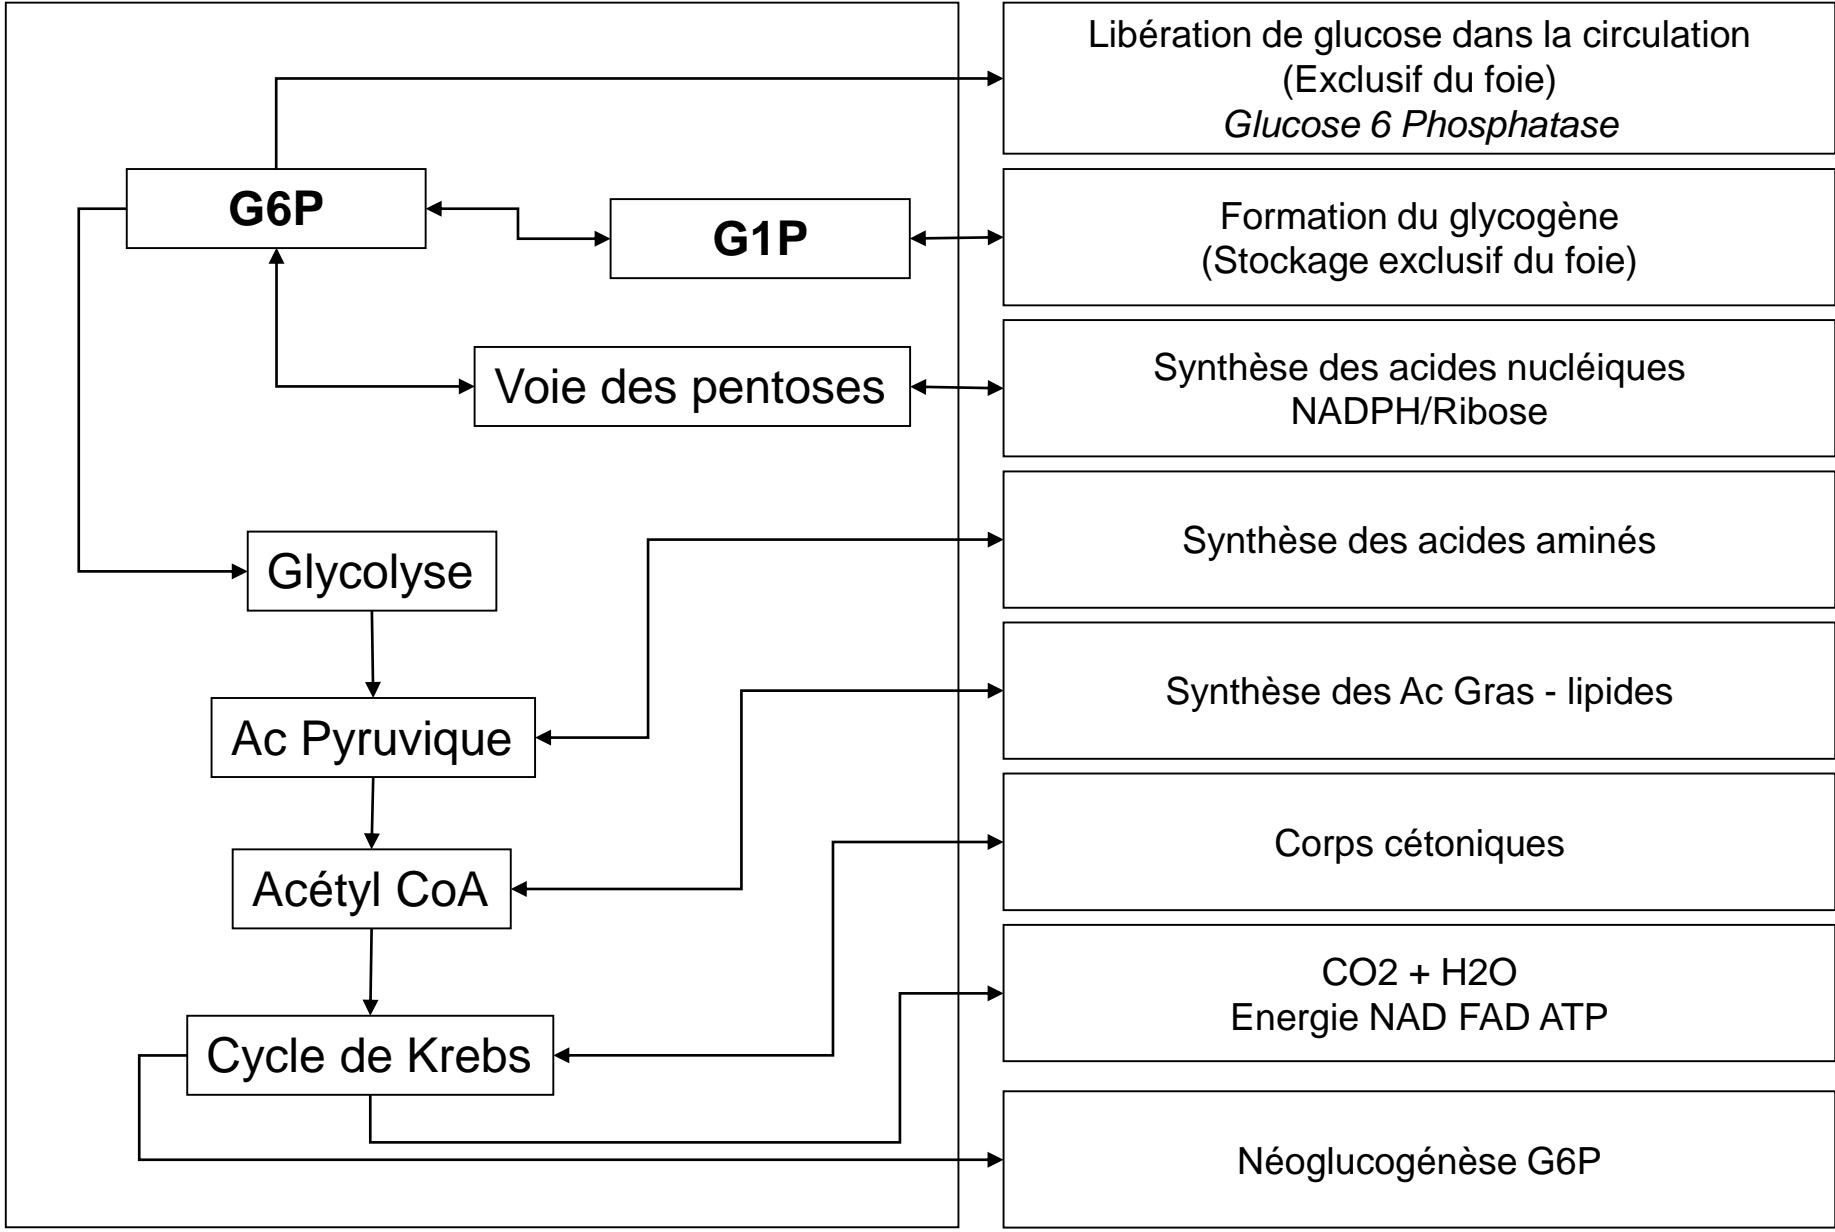 Libération de glucose dans la circulation
(Exclusif du foie)
Glucose 6 Phosphatase
G6P
G1P
Formation du glycogène
(Stockage exclusif du foie)
Voie des pentoses
Synthèse des acides nucléiques
NADPH/Ribose
Glycolyse
Synthèse des acides aminés
Ac Pyruvique
Synthèse des Ac Gras - lipides
Acétyl CoA
Corps cétoniques
Cycle de Krebs
CO2 + H2O
Energie NAD FAD ATP
Néoglucogénèse G6P